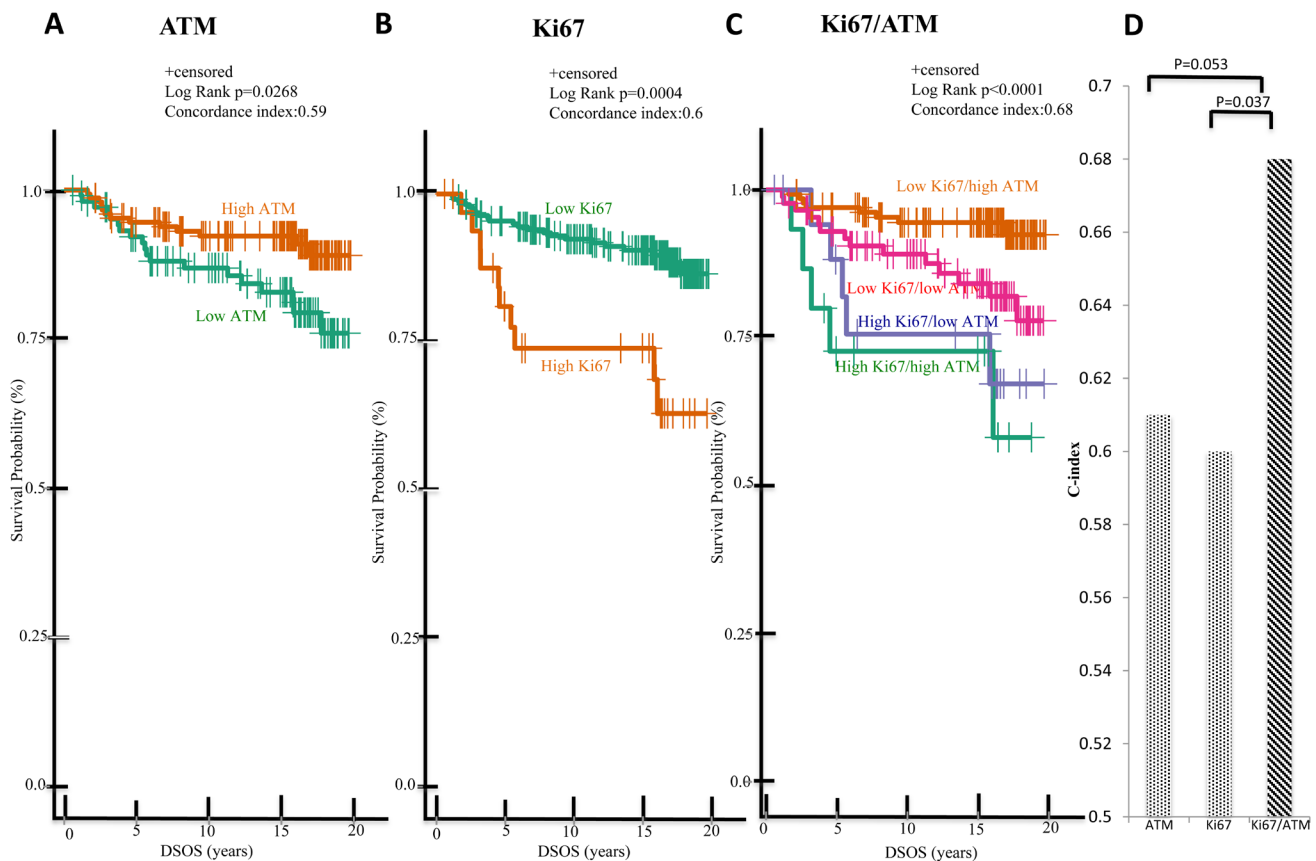 A
ATM
+censored
Log Rank p=0.0268
Concordance index:0.59
1.0
0.75
0.5
0.25
0.0
Survival Probability (%)
High ATM
Low ATM
0 5 10 15 20
DSOS (years)
B
Ki67
+censored
Log Rank p=0.0004
Concordance index:0.6
1.0
0.75
0.5
0.25
0.0
Survival Probability (%)
Low Ki67
High Ki67
0 5 10 15 20
DSOS (years)
C
Ki67/ATM
+censored
Log Rank p<0.0001
Concordance index:0.68
1.0
0.75
0.5
0.25
0.0
Survival Probability (%)
Low Ki67/high ATM
Low Ki67/low ATM
High Ki67/low ATM
High Ki67/high ATM
0 5 10 15 20
DSOS (years)
D
P=0.053
P=0.037
0.7
0.68
0.66
0.64
0.62
0.6
0.58
0.56
0.54
0.52
0.5
C-index
ATM Ki67 Ki67/ATM